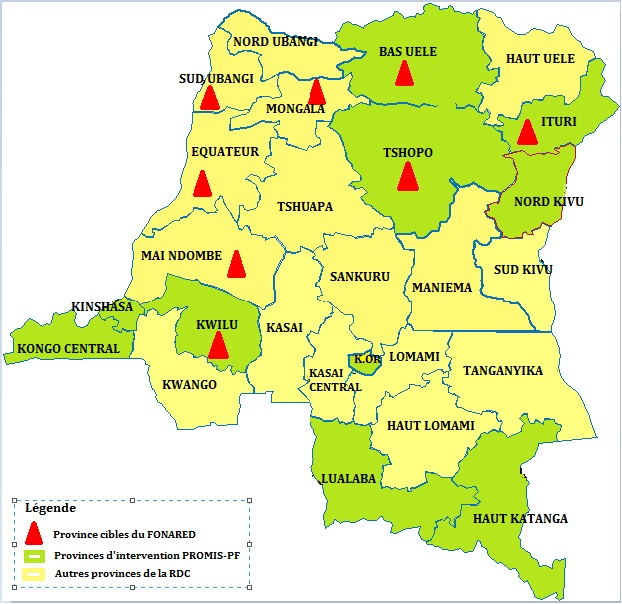 NORD UBANGI
BAS UELE
HAUT UELE
SUD UBANGI
MONGALA
ITURI
EQUATEUR
TSHOPO
NORD KIVU
TSHUAPA
MAI NDOMBE
SANKURU
MANIEMA
SUD KIVU
KINSHASA
KWILU
KASAI
KONGO CENTRAL
K.OR
LOMAMI
KASAI
CENTRAL
TANGANYIKA
KWANGO
HAUT LOMAMI
LUALABA
HAUT KATANGA
Légende
Province cibles du FONARED
Provinces d'intervention PROMIS-PF
Autres provinces de la RDC